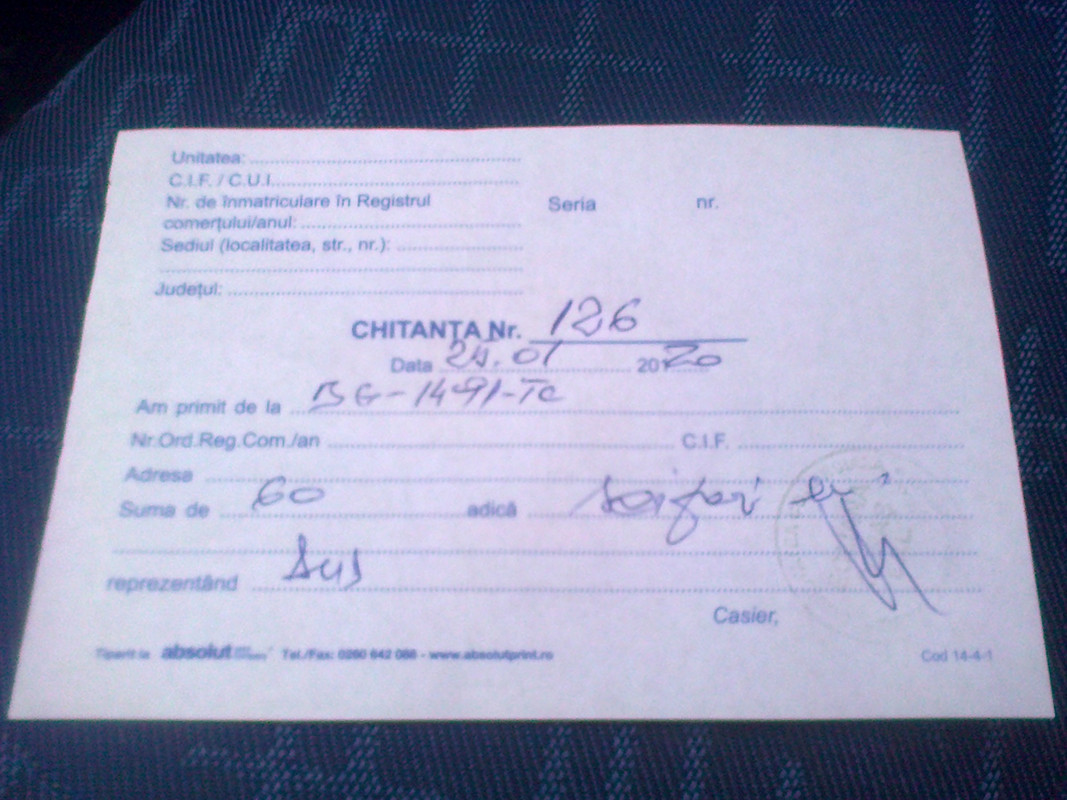 Unitatea:
C.I.F. / C.U.I.
Nr. de înmatriculare în Registrul
comerțului/anul:
Seria nr.
Sediul (localitatea, str., nr.):
Județul:
CHITANȚA Nr. 126
Data 25.01 2020
Am primit de la BG-1491-TC
Nr.Ord.Reg.Com./an C.I.F.
Adresa
Suma de 60 adică
reprezentând
Casier,
Tiparit la absolut Tel./Fax: 0260 642 066 - www.absolutprint.ro
Cod 14-4-1